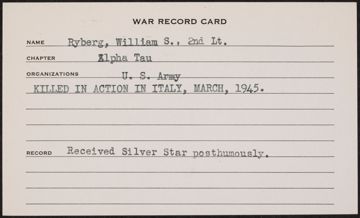 WAR RECORD CARD
NAME Ryberg, William S., 2nd Lt.
CHAPTER Alpha Tau
ORGANIZATIONS U. S. Army
KILLED IN ACTION IN ITALY, MARCH, 1945.
RECORD Received Silver Star posthumously.